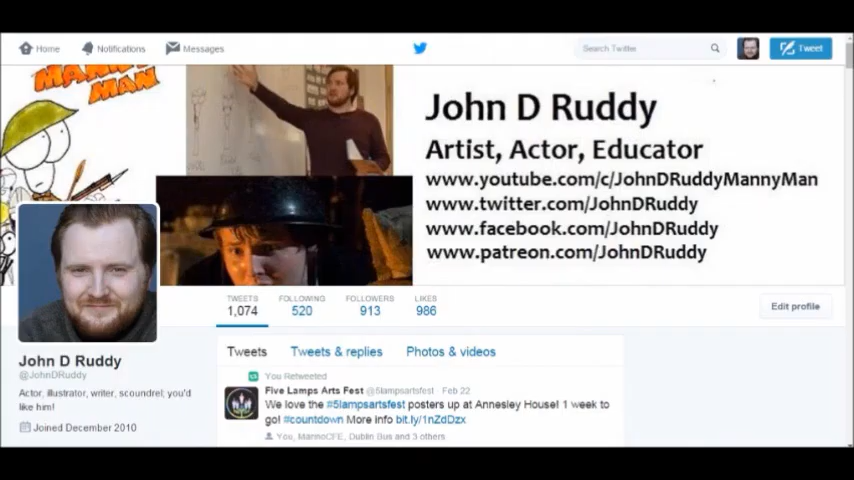 Home
Notifications
Messages
Search Twitter
Tweet
MANNY
MAN
John D Ruddy
Artist, Actor, Educator
www.youtube.com/c/JohnDRuddyMannyMan
www.twitter.com/JohnDRuddy
www.facebook.com/JohnDRuddy
www.patreon.com/JohnDRuddy
TWEETS FOLLOWING FOLLOWERS LIKES
1,074 520 913 986
Edit profile
John D Ruddy
@JohnDRuddy
Actor, illustrator, writer, scoundrel; you'd
like him!
Joined December 2010
Tweets Tweets & replies Photos & videos
You Retweeted
Five Lamps Arts Fest @5lampsartsfest · Feb 22
We love the #5lampsartsfest posters up at Annesley House! 1 week to
go! #countdown More info bit.ly/1nZdDzx
You, MannoCFE, Dublin Bus and 3 others